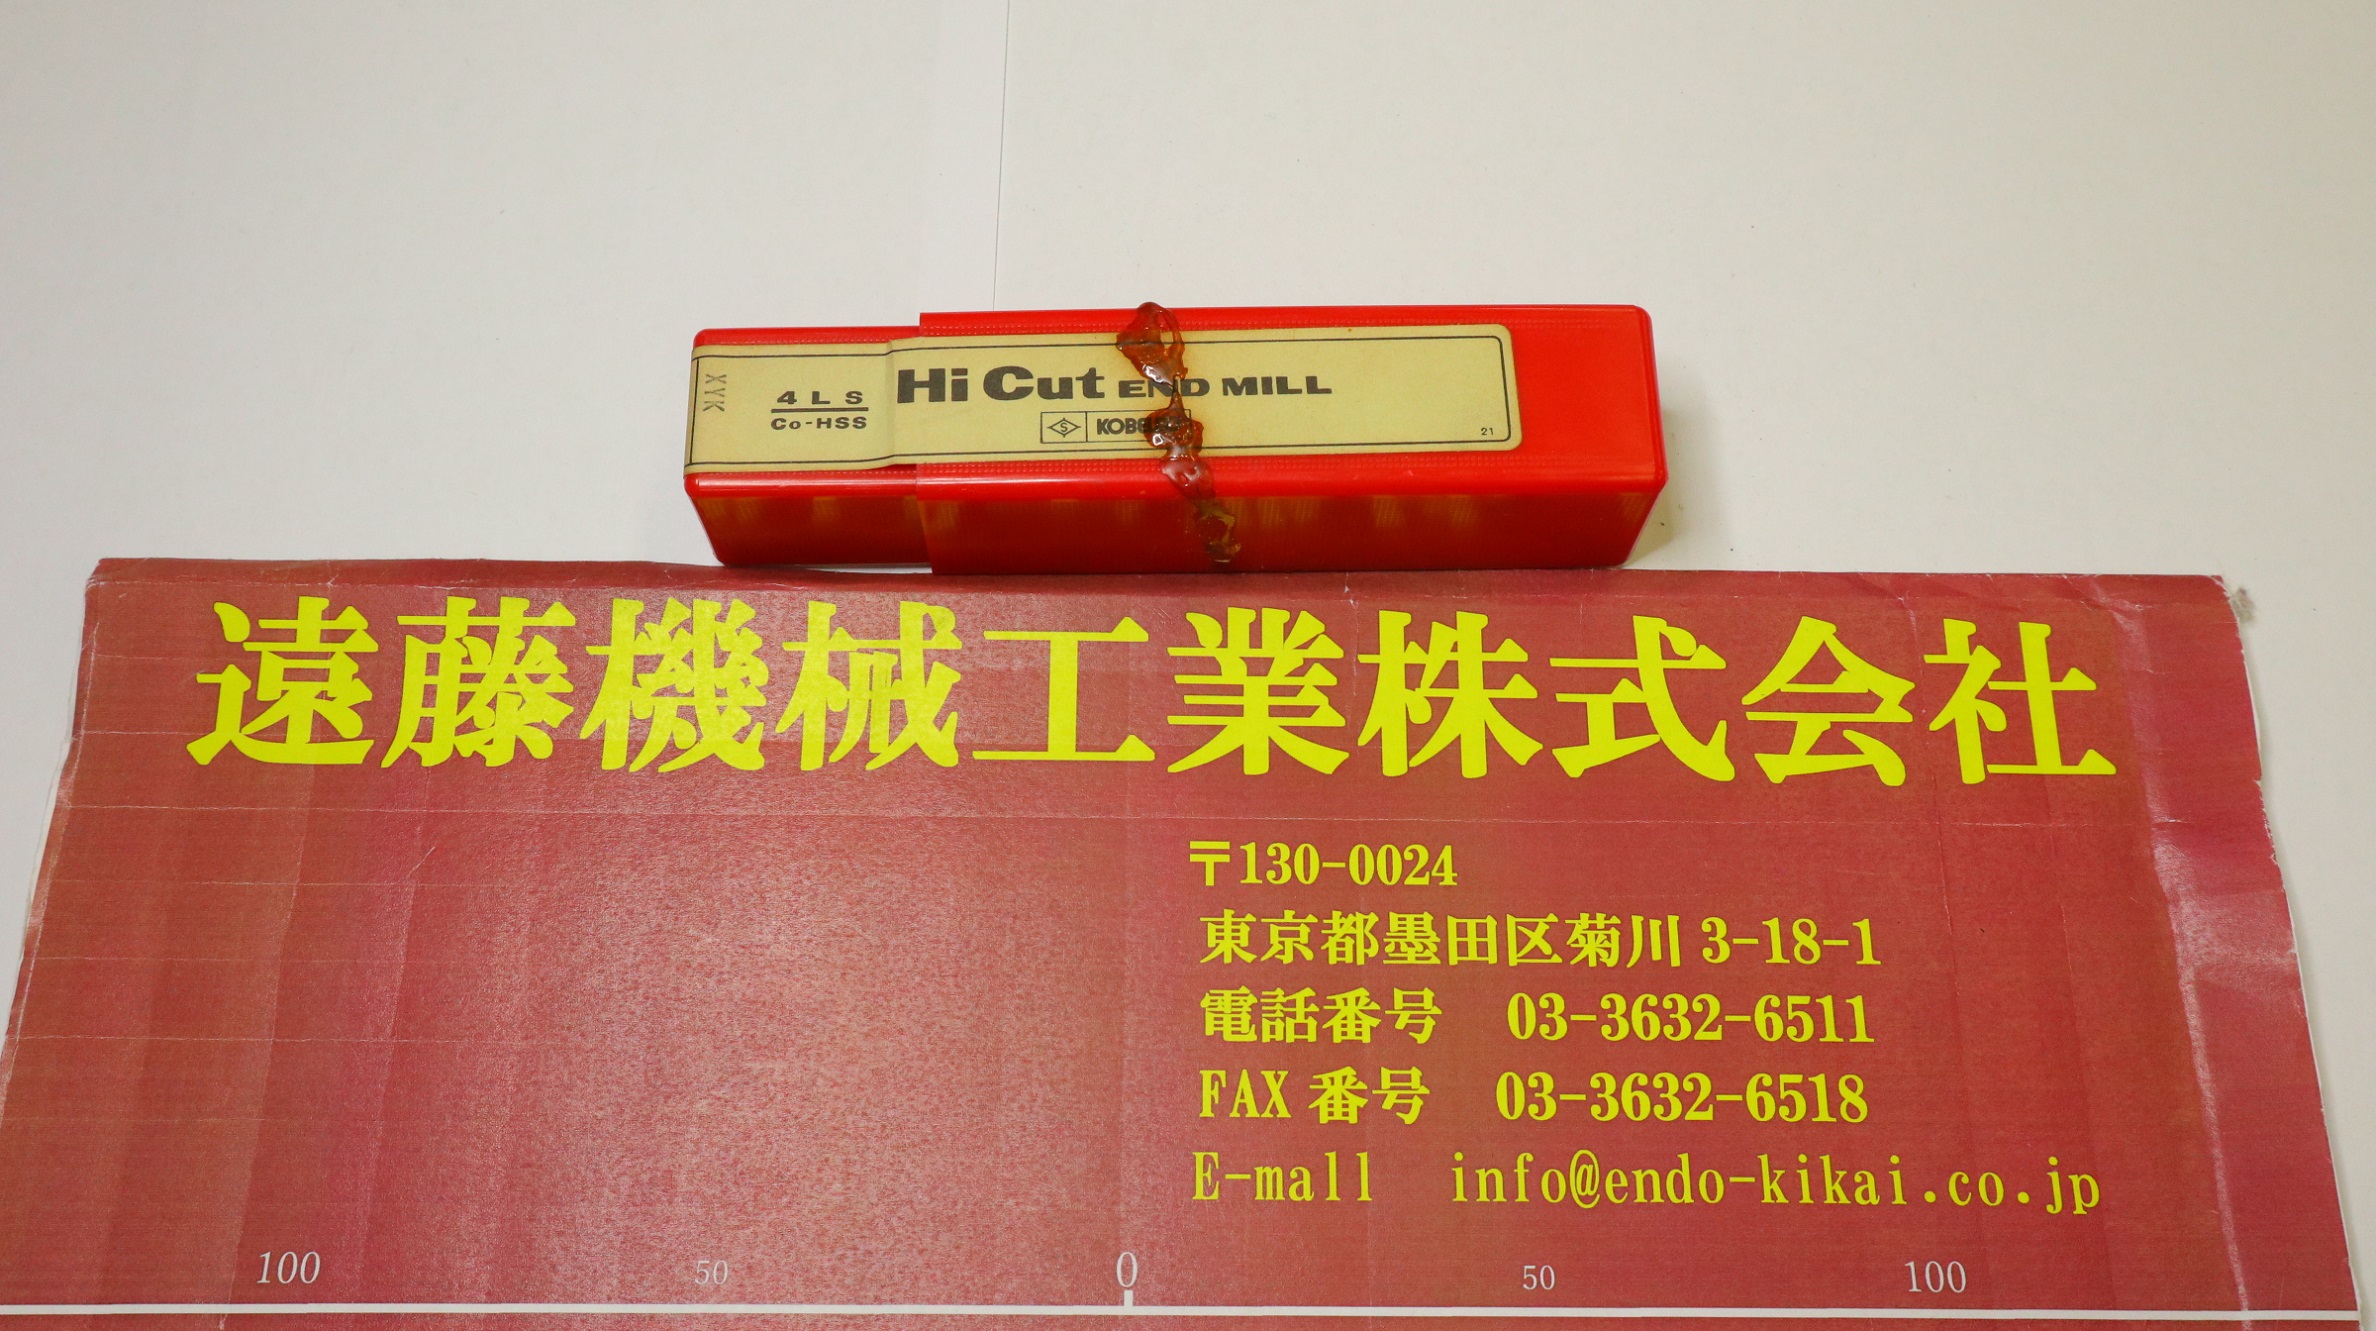 XYK
4LS
Co-HSS
Hi Cut END MILL
S
21
遠藤機械工業株式会社
〒130-0024
東京都墨田区菊川 3-18-1
電話番号 03-3632-6511
FAX 番号 03-3632-6518
E-mall info@endo-kikai.co.jp
100 50 0 50 100